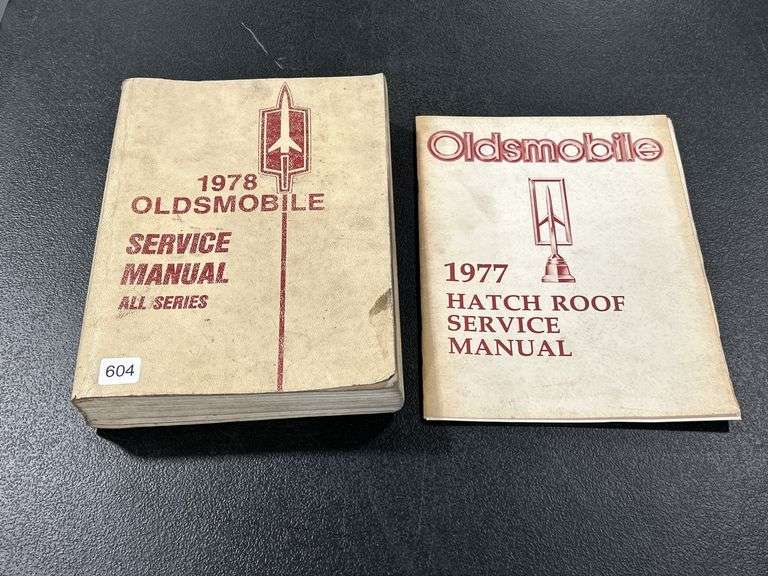 1978
OLDSMOBILE
SERVICE
MANUAL
ALL SERIES
604
Oldsmobile
1977
HATCH ROOF
SERVICE
MANUAL